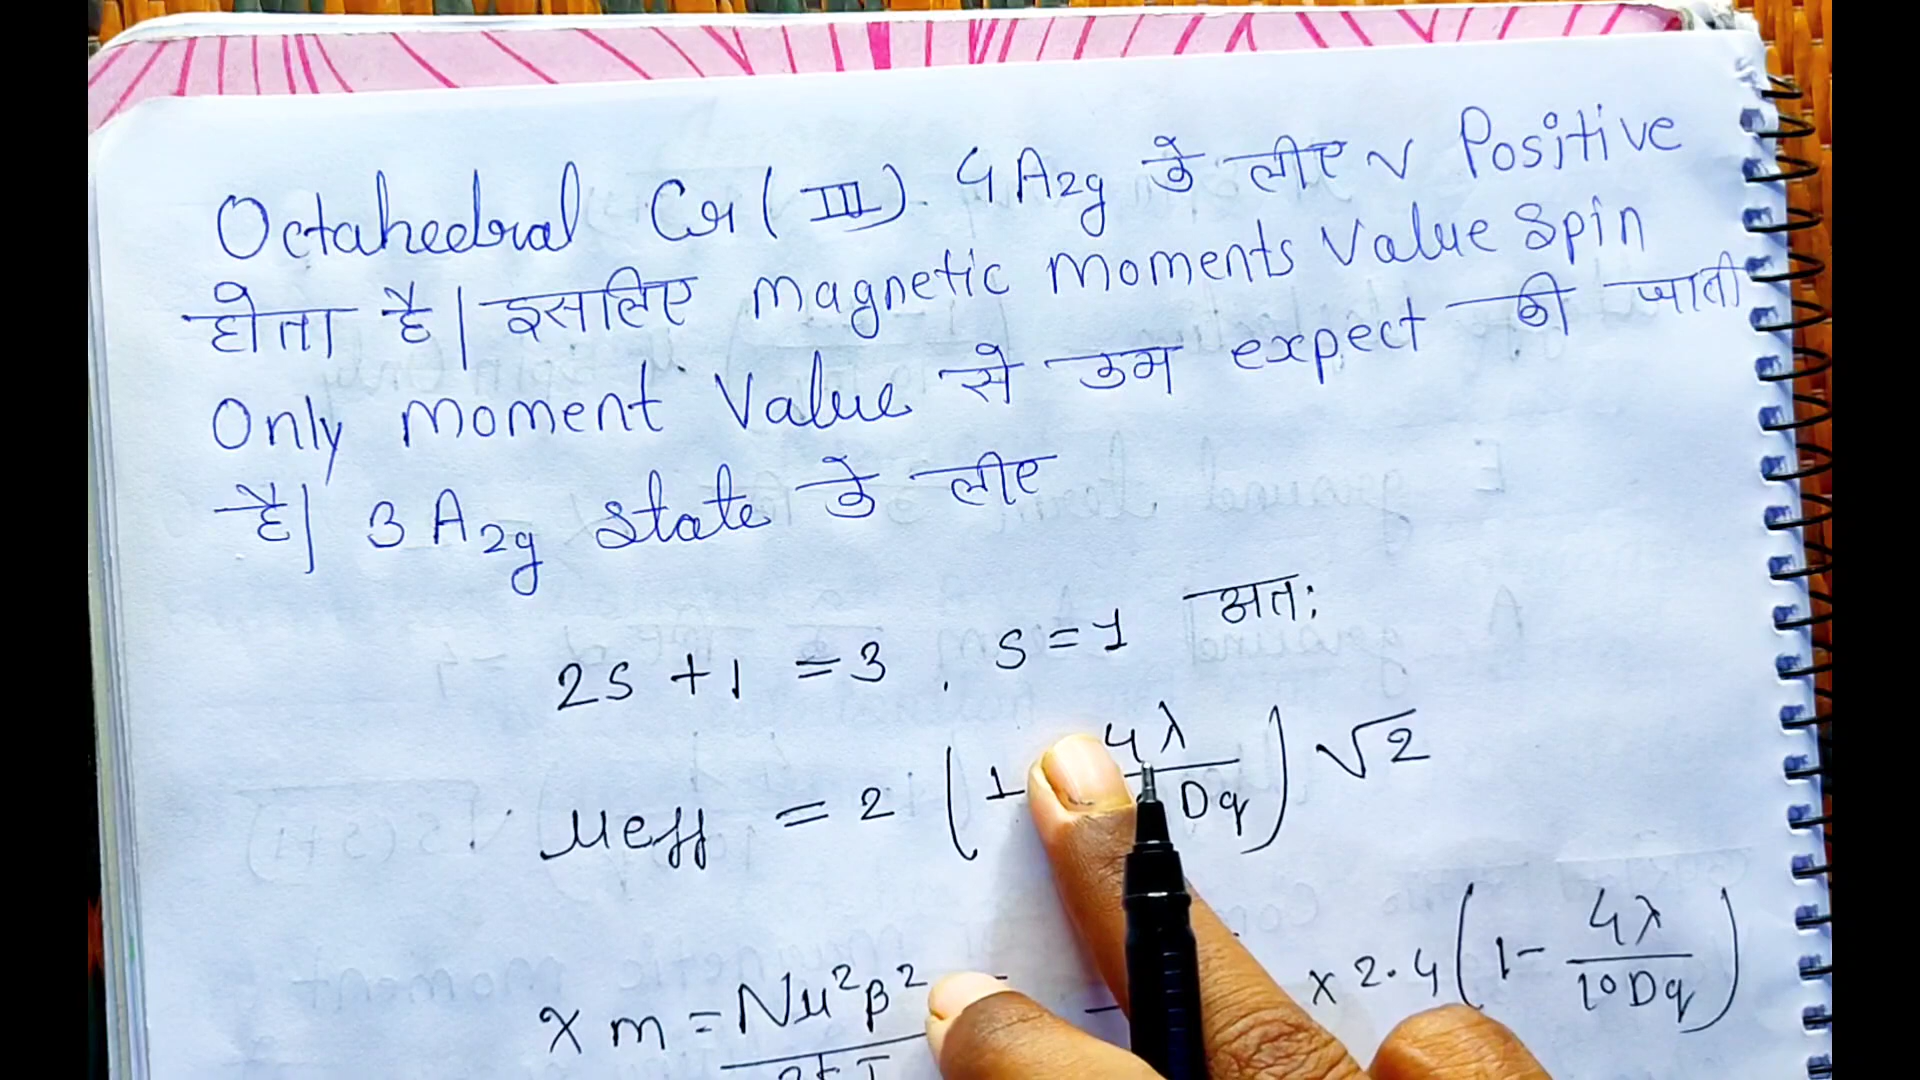 Octahedral Cr(III). 4A2g के लीए ν Positive
होता है। इसलिए magnetic moments Value Spin
Only moment Value से कम expect की जाती
है। 3A2g state के लीए
2S+1 = 3, S = 1 अतः
μeff = 2 (1 4λ / Dq) √2
χm = Nμ²β² × 2.4 (1 - 4λ / 10Dq)